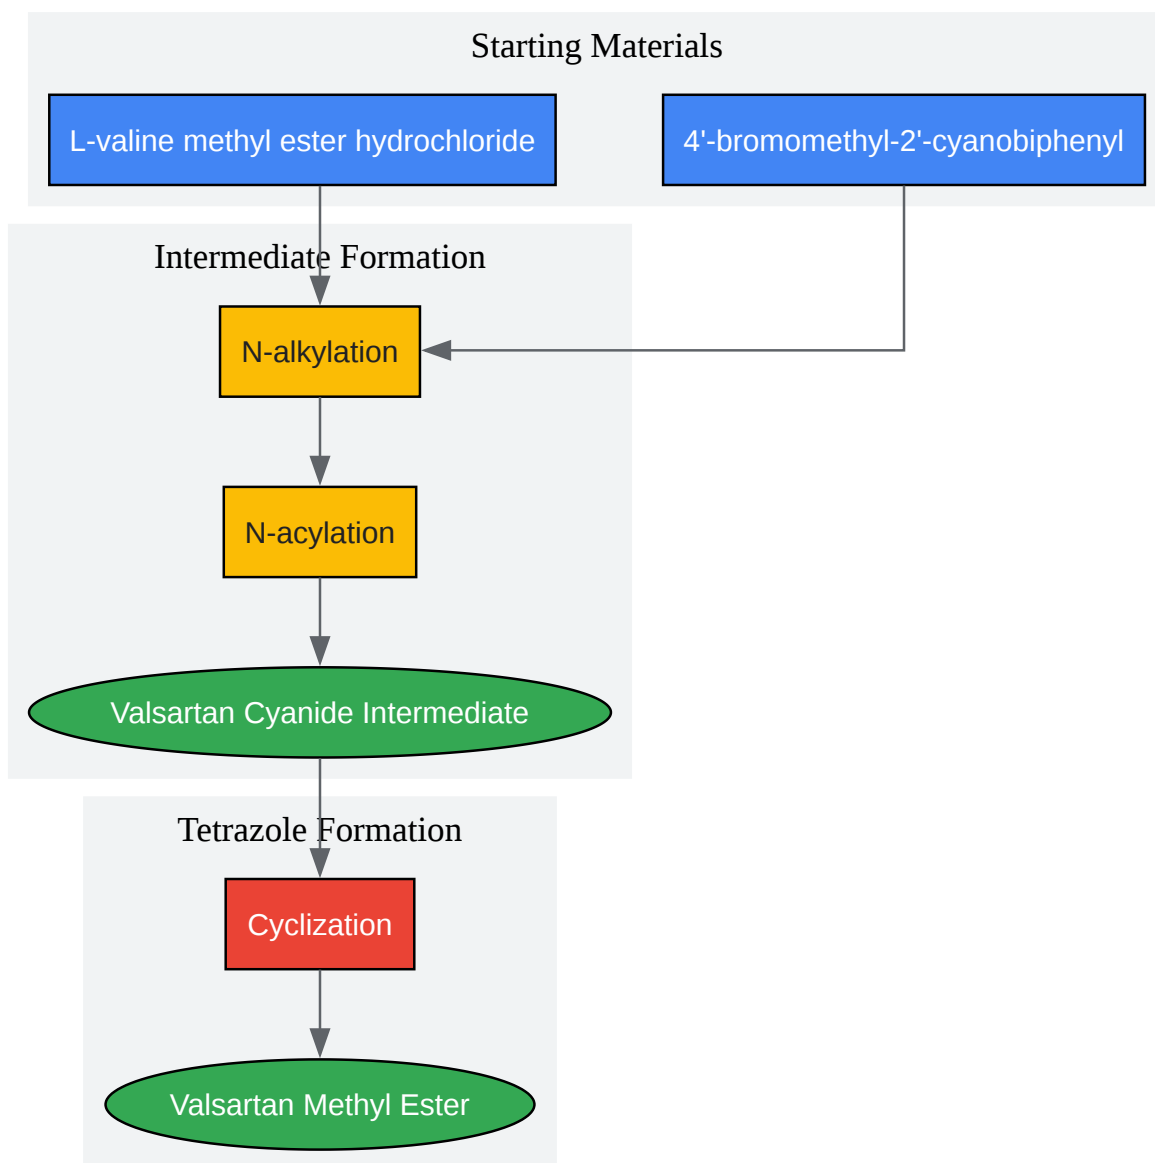 Starting Materials
L-valine methyl ester hydrochloride
4'-bromomethyl-2'-cyanobiphenyl
Intermediate Formation
N-alkylation
N-acylation
Valsartan Cyanide Intermediate
Tetrazole Formation
Cyclization
Valsartan Methyl Ester